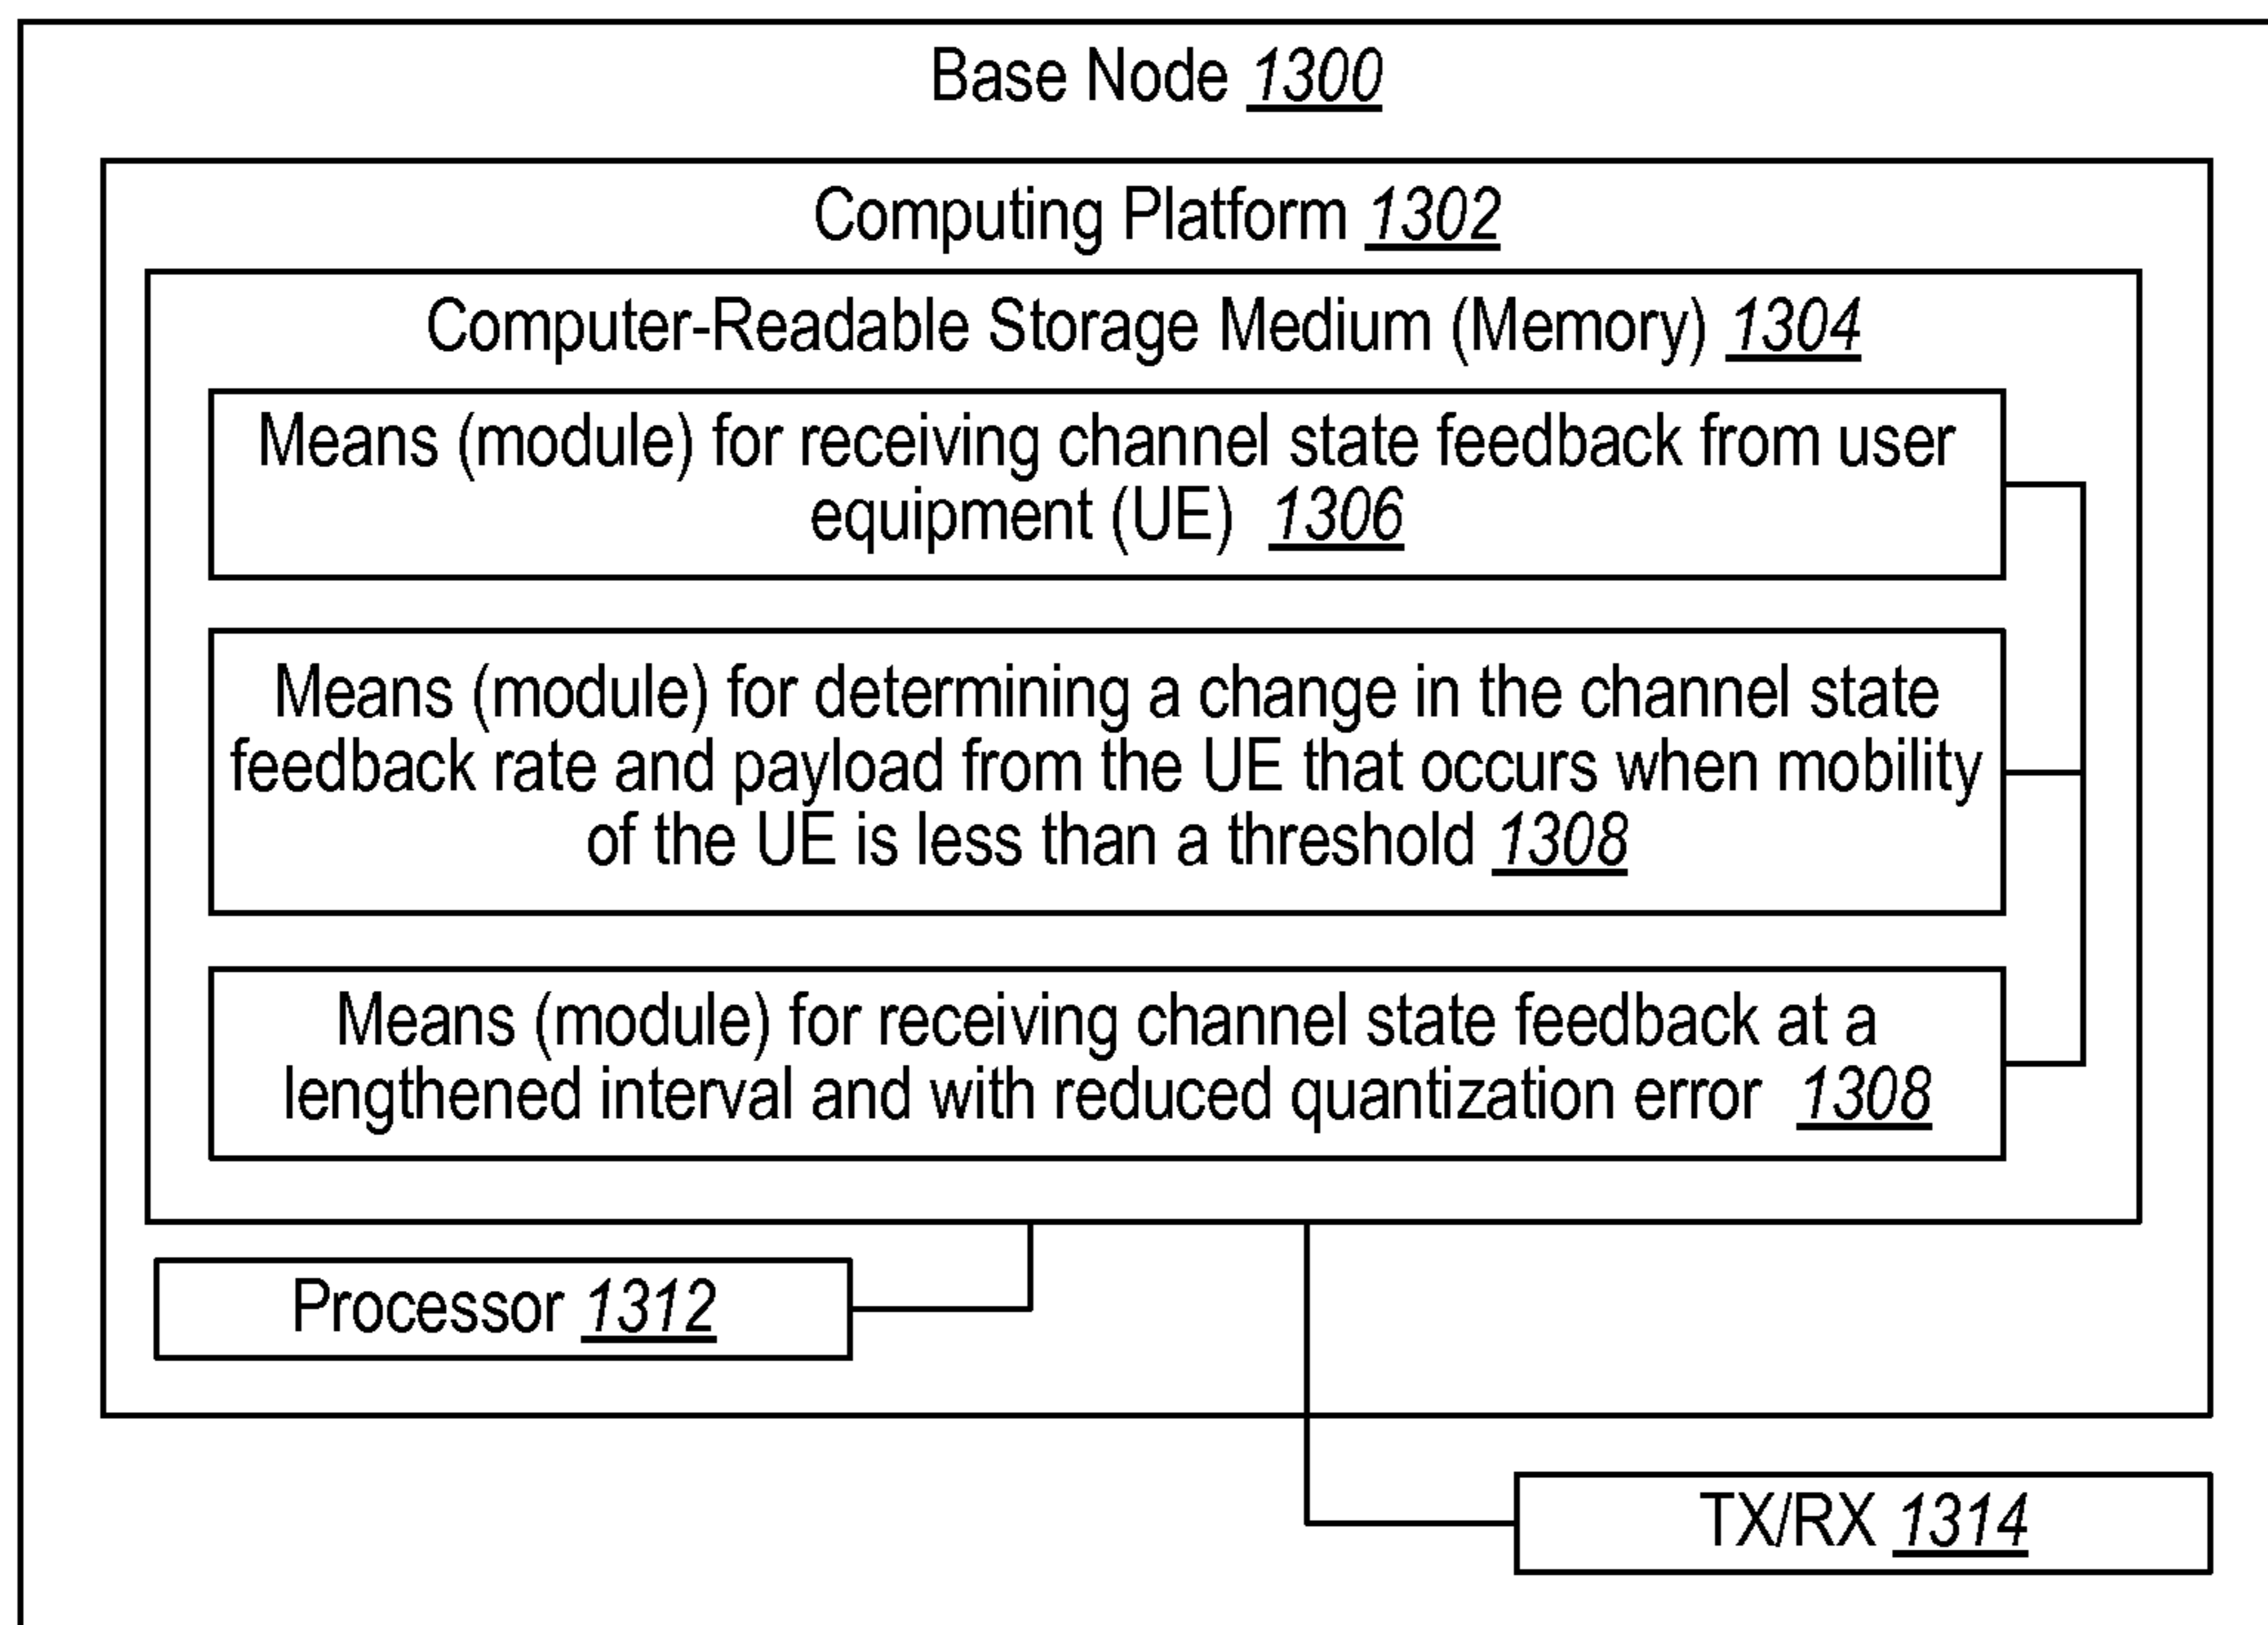 Base Node 1300
Computing Platform 1302
Computer-Readable Storage Medium (Memory) 1304
Means (module) for receiving channel state feedback from user
equipment (UE) 1306
Means (module) for determining a change in the channel state
feedback rate and payload from the UE that occurs when mobility
of the UE is less than a threshold 1308
Means (module) for receiving channel state feedback at a
lengthened interval and with reduced quantization error 1308
Processor 1312
TX/RX 1314